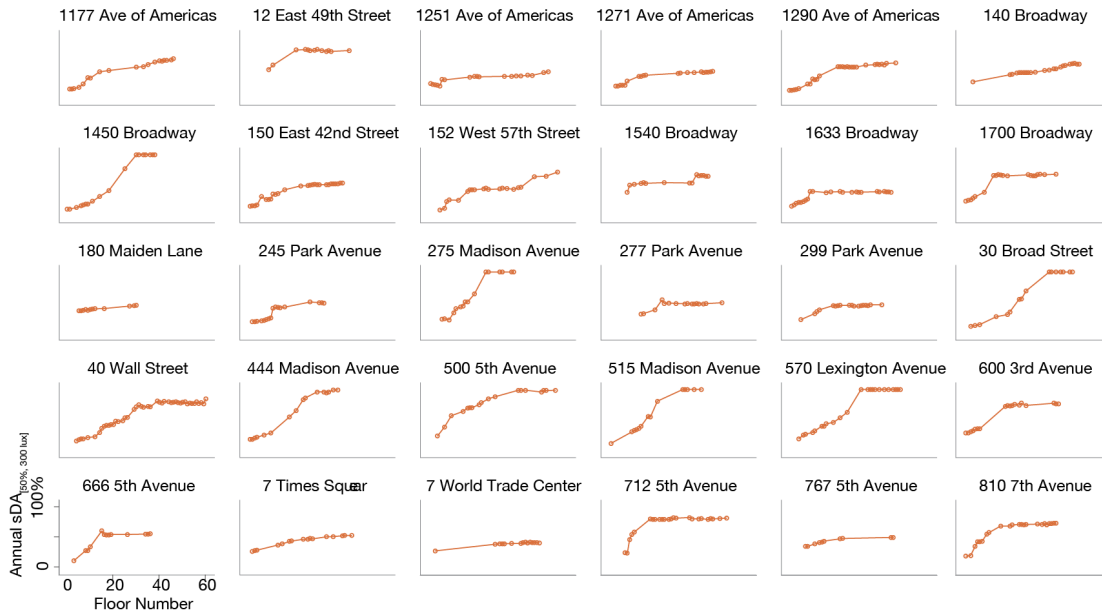 1177 Ave of Americas
12 East 49th Street
1251 Ave of Americas
1271 Ave of Americas
1290 Ave of Americas
140 Broadway
1450 Broadway
150 East 42nd Street
152 West 57th Street
1540 Broadway
1633 Broadway
1700 Broadway
180 Maiden Lane
245 Park Avenue
275 Madison Avenue
277 Park Avenue
299 Park Avenue
30 Broad Street
40 Wall Street
444 Madison Avenue
500 5th Avenue
515 Madison Avenue
570 Lexington Avenue
600 3rd Avenue
666 5th Avenue
7 Times Squar
7 World Trade Center
712 5th Avenue
767 5th Avenue
810 7th Avenue
Annual sDA[50%, 300 lux]
100%
0
0 20 40 60
Floor Number